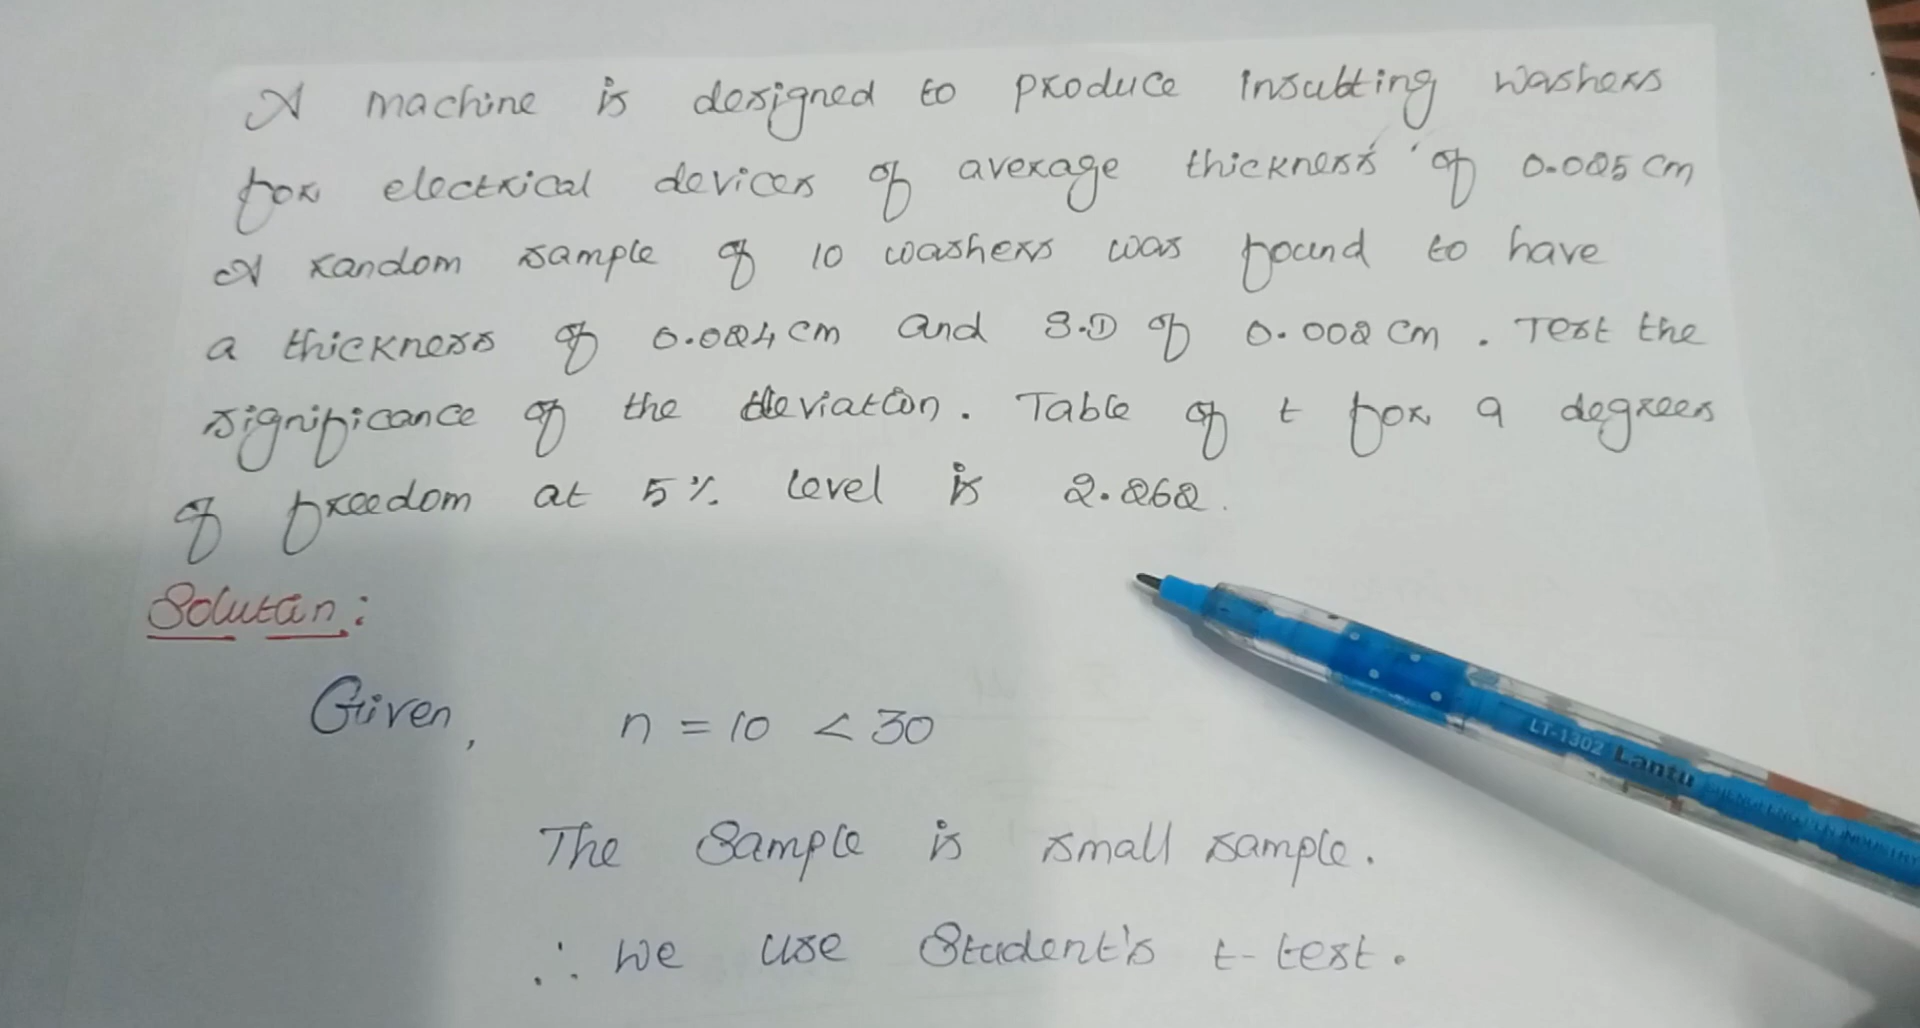 A machine is designed to produce insulting washers
for electrical devices of average thickness of 0.025 cm
A random sample of 10 washers was found to have
a thickness of 0.024 cm and S.D of 0.002 cm . Test the
significance of the deviation. Table of t for 9 degrees
of freedom at 5% level is 2.262.
Solution:
Given, n = 10 < 30
The Sample is small sample.
∴ we use Student's t-test.
LT-1302 Lantu